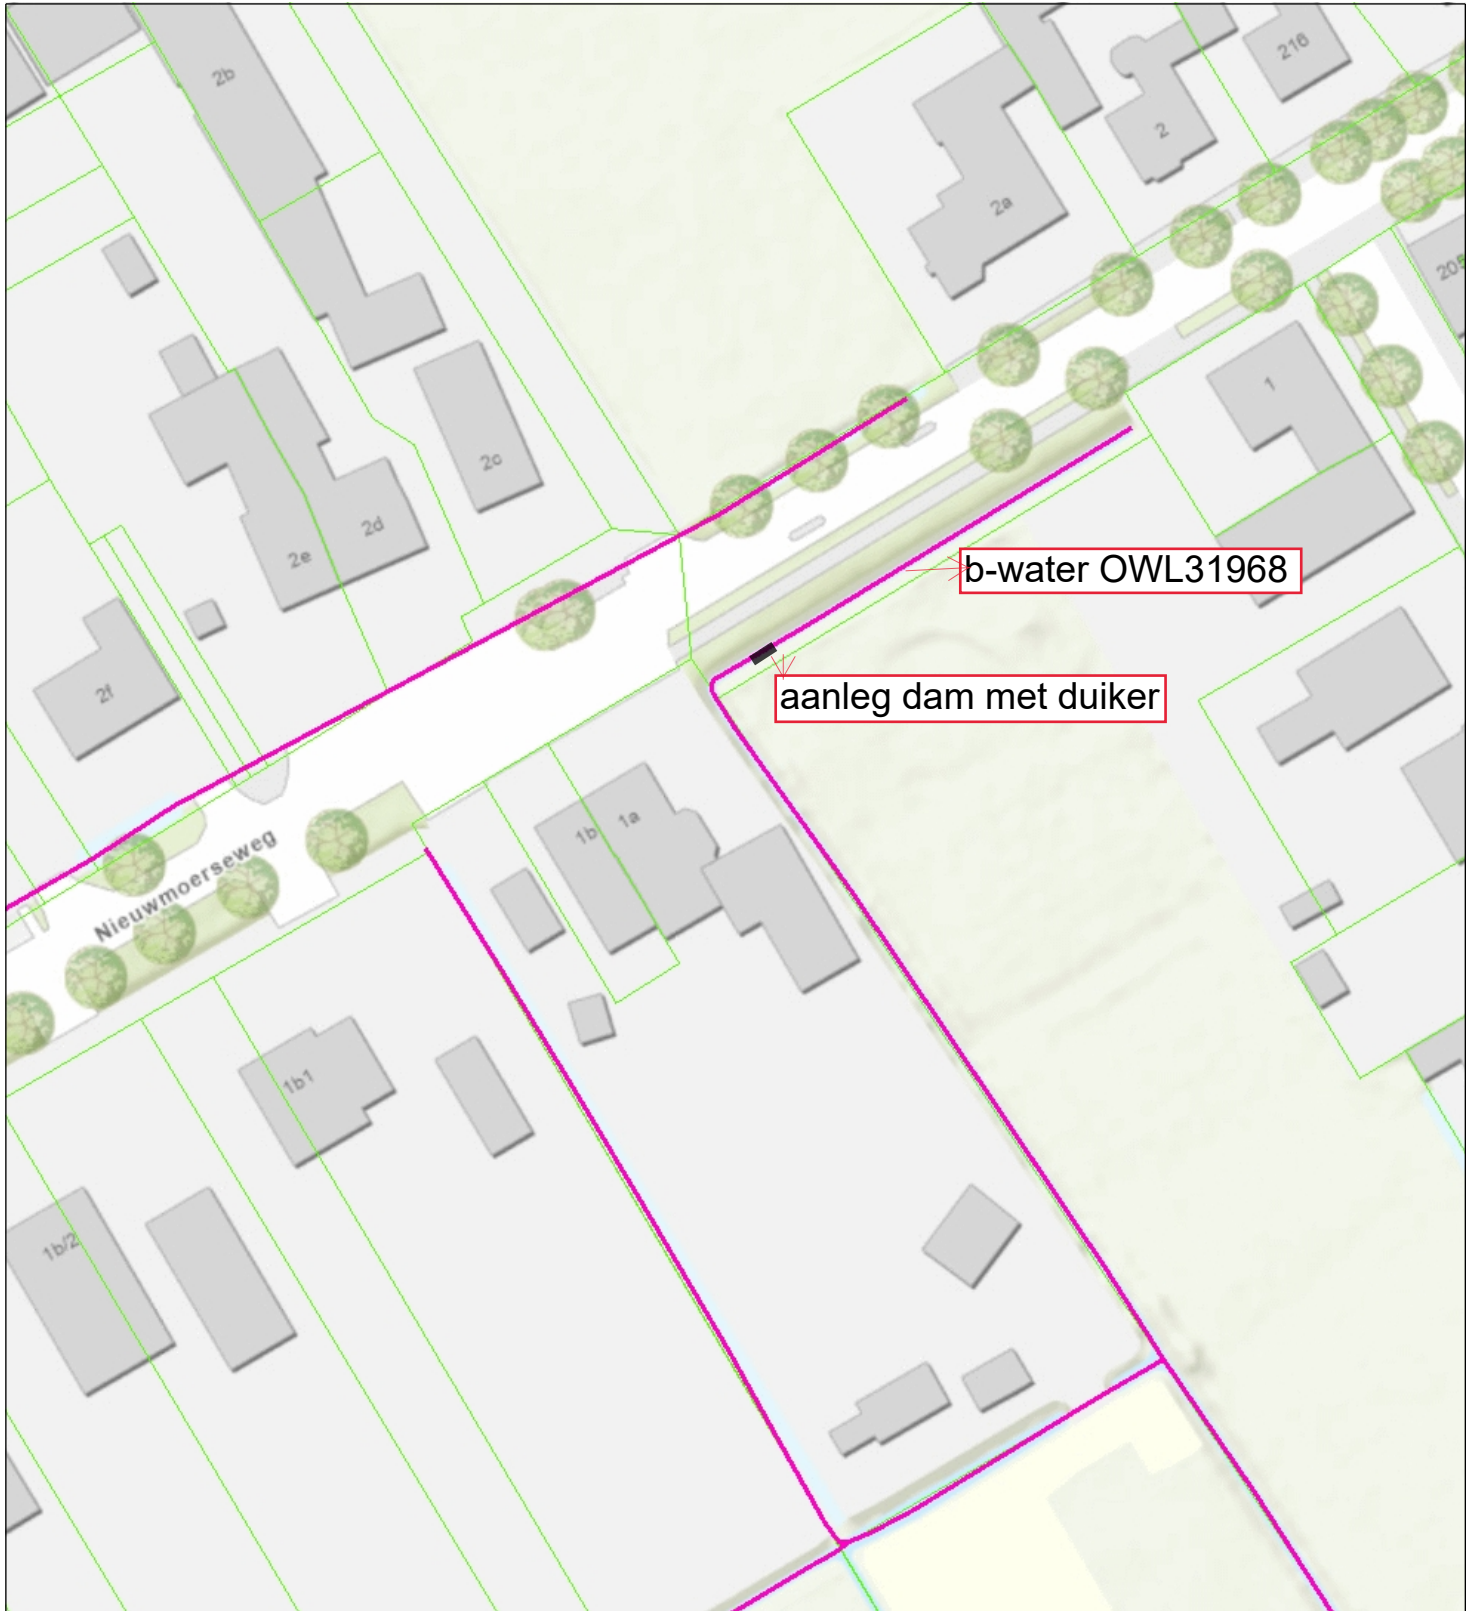 2b
216
2
2a
205
1
2c
2d
2e
b-water OWL31968
2f
aanleg dam met duiker
1b
1a
Nieuwmoerseweg
1b1
1b/2